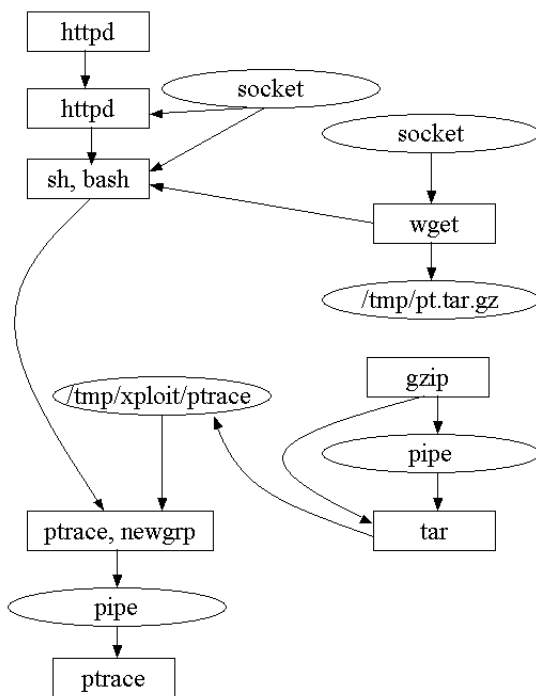 httpd
httpd
socket
socket
sh, bash
wget
/tmp/pt.tar.gz
gzip
/tmp/xploit/ptrace
pipe
ptrace, newgrp
tar
pipe
ptrace